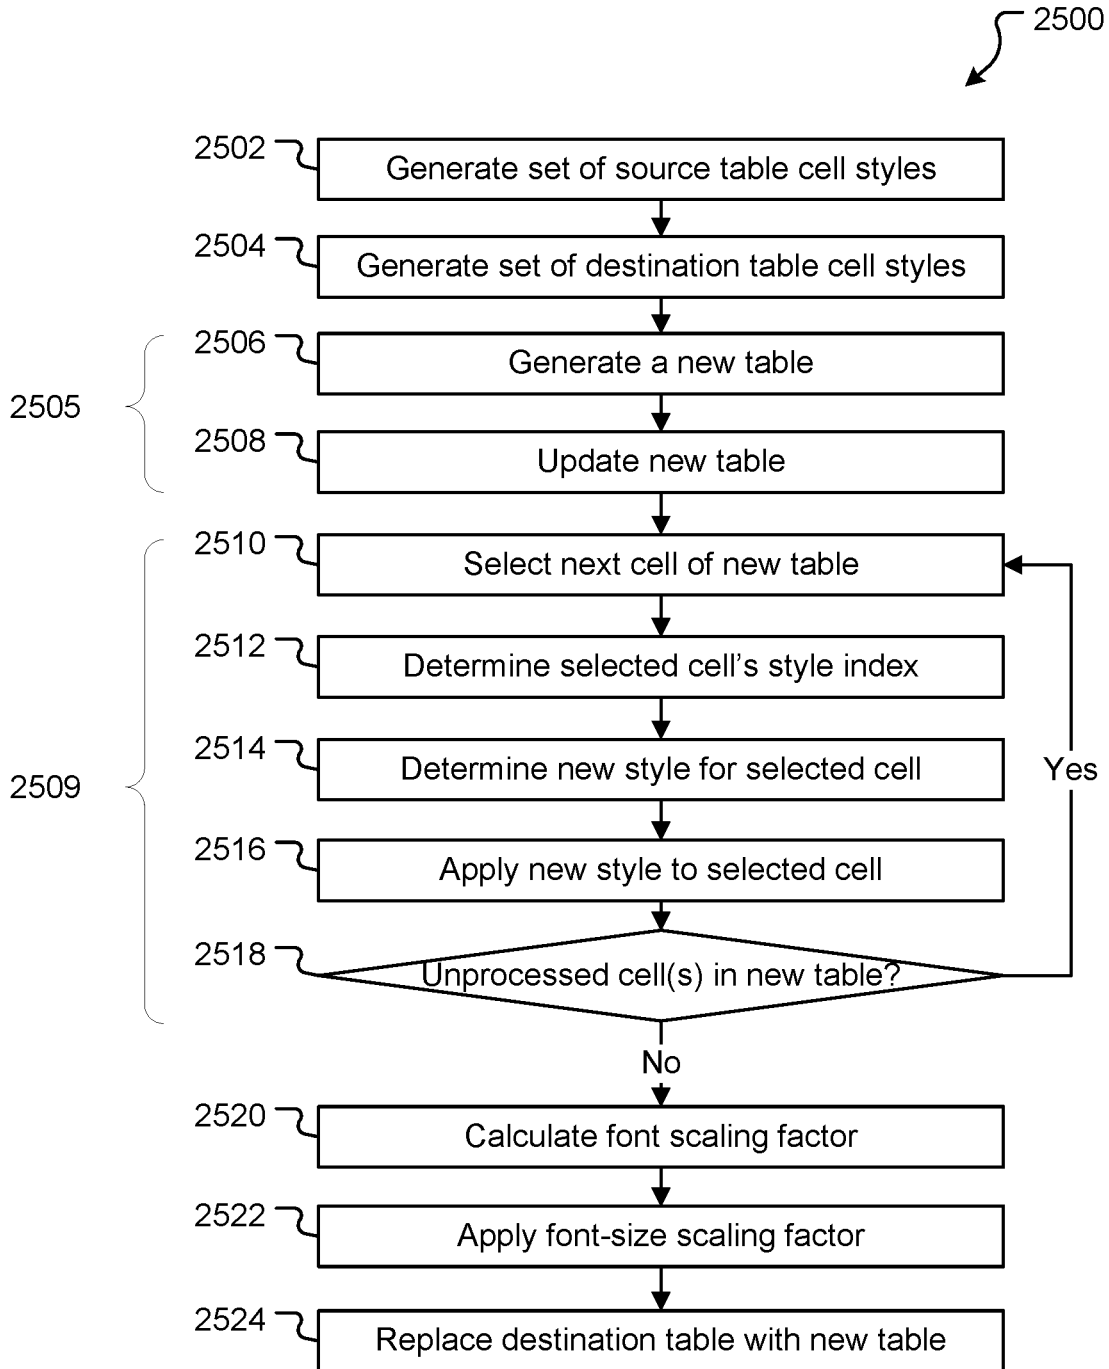 2500
2502
Generate set of source table cell styles
2504
Generate set of destination table cell styles
2505
2506
Generate a new table
2508
Update new table
2509
2510
Select next cell of new table
2512
Determine selected cell's style index
2514
Determine new style for selected cell
Yes
2516
Apply new style to selected cell
2518
Unprocessed cell(s) in new table?
No
2520
Calculate font scaling factor
2522
Apply font-size scaling factor
2524
Replace destination table with new table